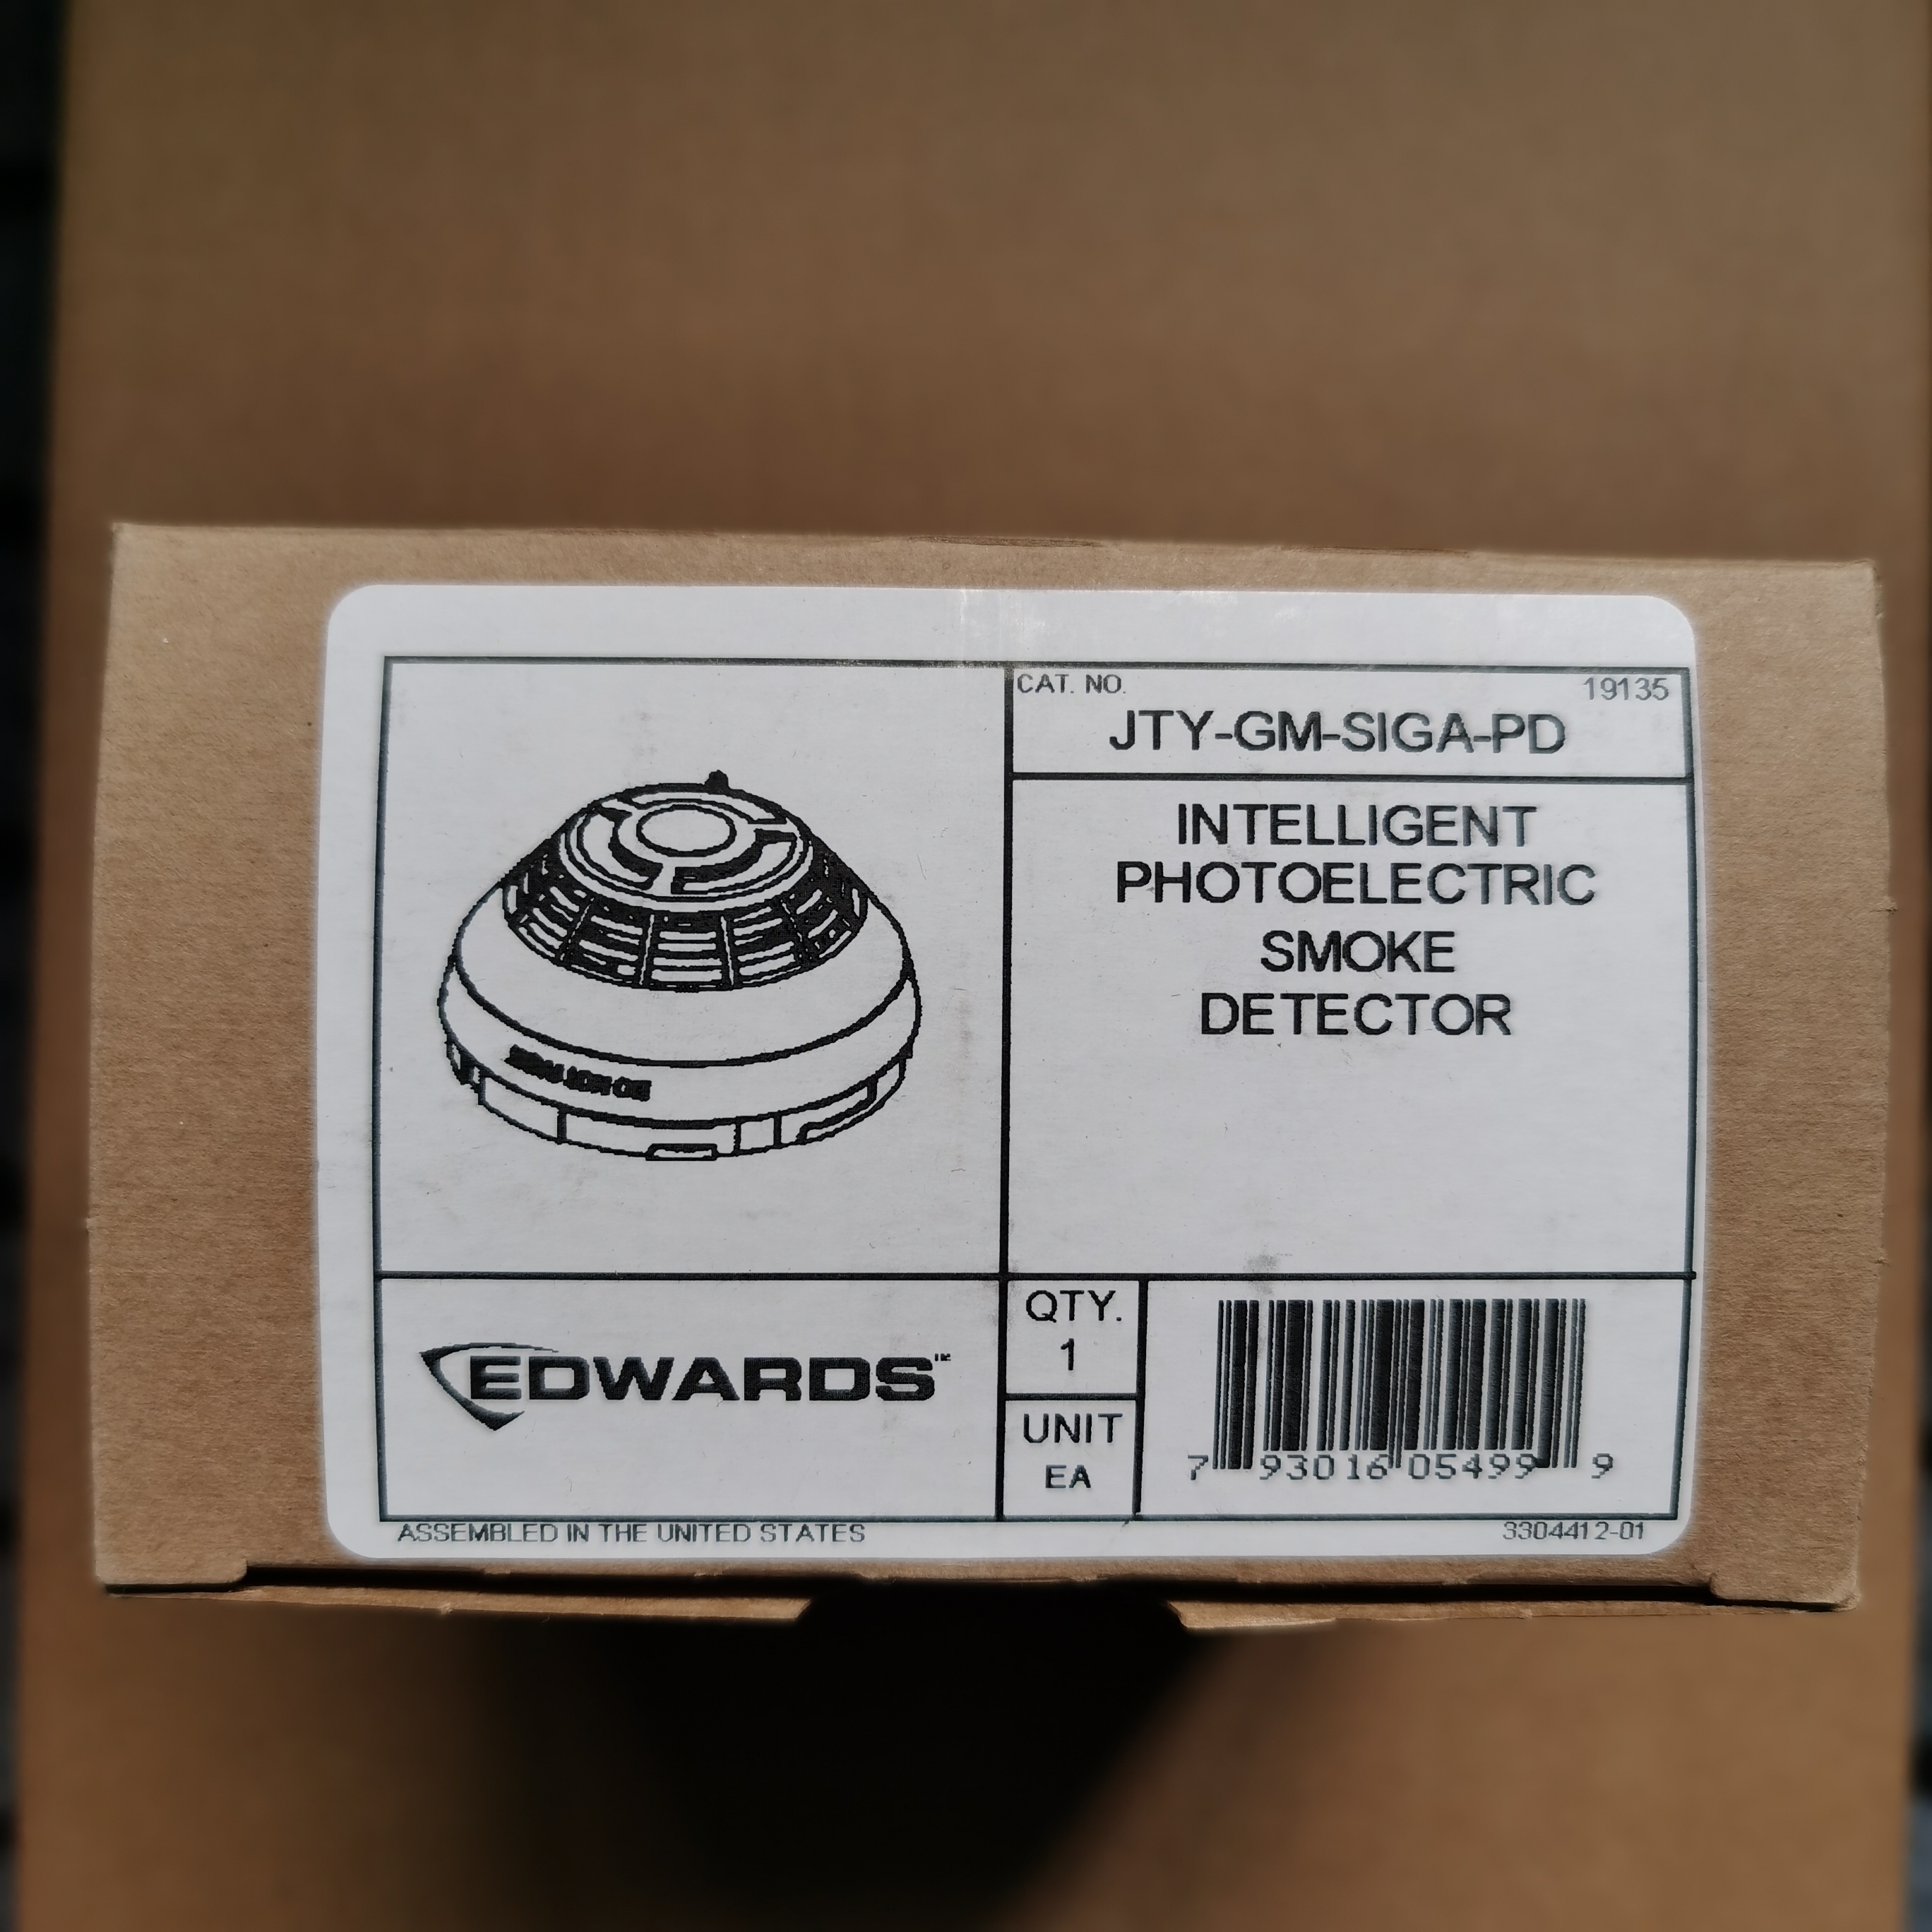 CAT. NO. 19135
JTY-GM-SIGA-PD
INTELLIGENT
PHOTOELECTRIC
SMOKE
DETECTOR
EDWARDS™
QTY.
1
UNIT
EA
7 93016 05499 9
ASSEMBLED IN THE UNITED STATES
3304412-01